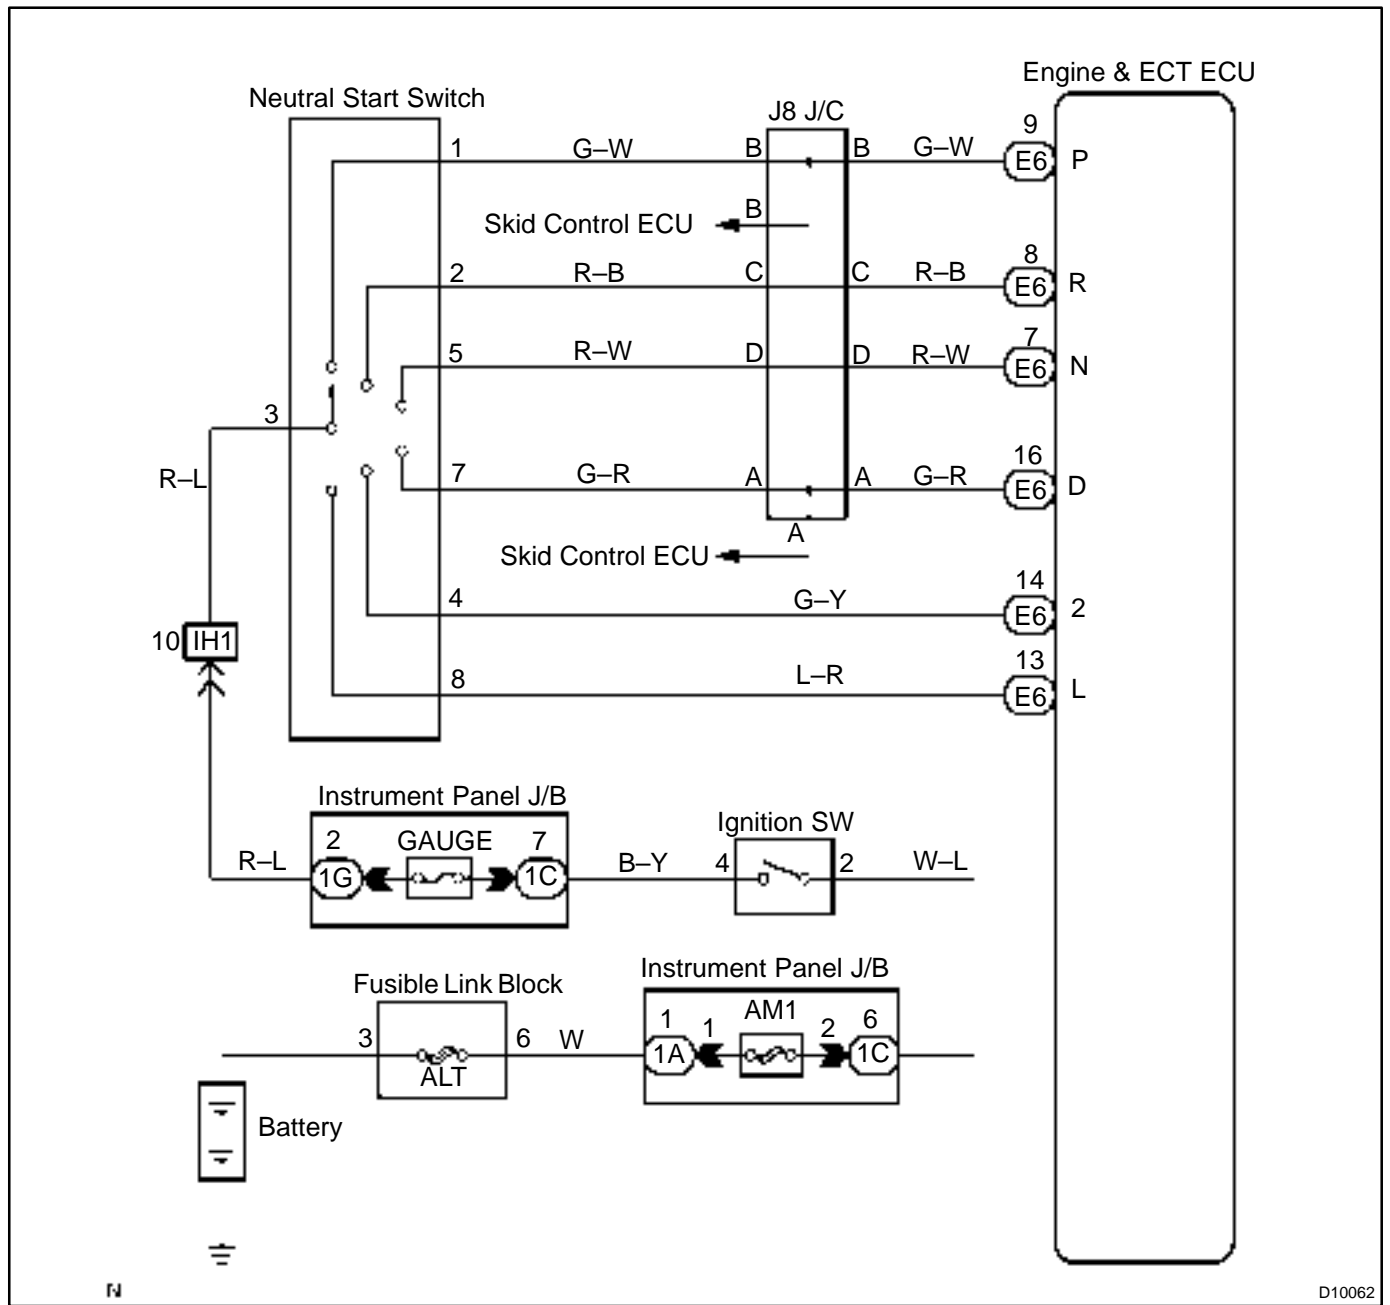 Engine & ECT ECU
Neutral Start Switch
J8 J/C
1 G–W B B G–W 9 E6 P
Skid Control ECU B
2 R–B C C R–B 8 E6 R
5 R–W D D R–W 7 E6 N
3
R–L
7 G–R A A G–R 16 E6 D
A
Skid Control ECU
4 G–Y 14 E6 2
10 IH1
8 L–R 13 E6 L
Instrument Panel J/B
Ignition SW
R–L 2 1G GAUGE 7 1C B–Y 4 2 W–L
Instrument Panel J/B
Fusible Link Block
3 ALT 6 W 1 1A 1 AM1 2 6 1C
Battery
N
D10062